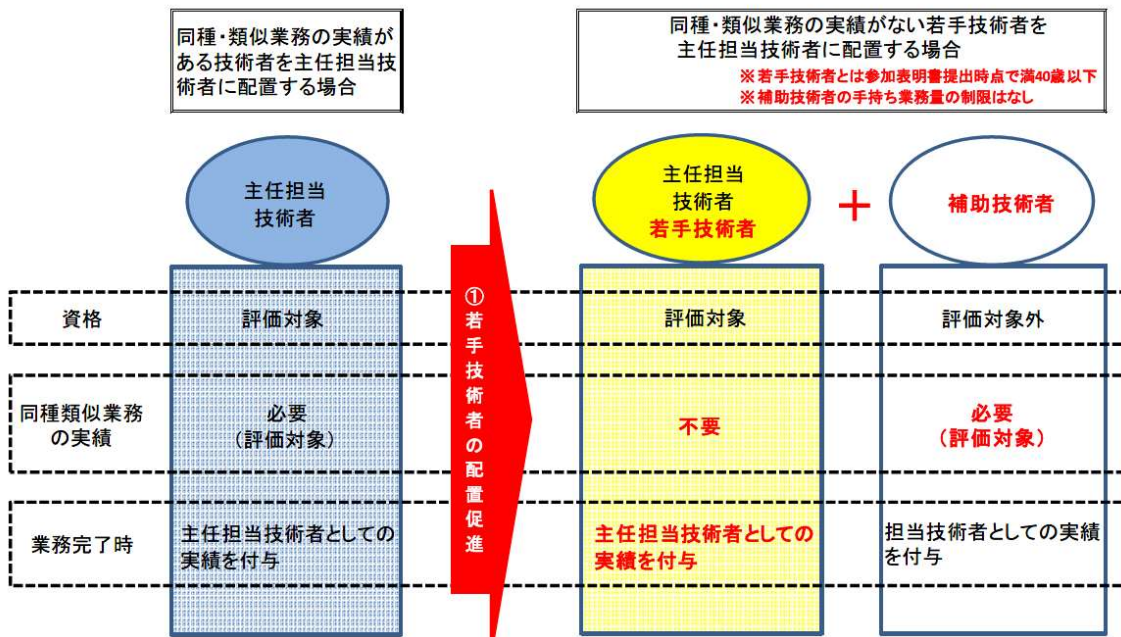 同種・類似業務の実績が
ある技術者を主任担当技
術者に配置する場合
同種・類似業務の実績がない若手技術者を
主任担当技術者に配置する場合
※若手技術者とは参加表明書提出時点で満40歳以下
※補助技術者の手持ち業務量の制限はなし
主任担当
技術者
主任担当
技術者
若手技術者
＋
補助技術者
①若手技術者の配置促進
資格
評価対象
評価対象
評価対象外
同種類似業務
の実績
必要
(評価対象)
不要
必要
(評価対象)
業務完了時
主任担当技術者としての
実績を付与
主任担当技術者としての
実績を付与
担当技術者としての実績
を付与